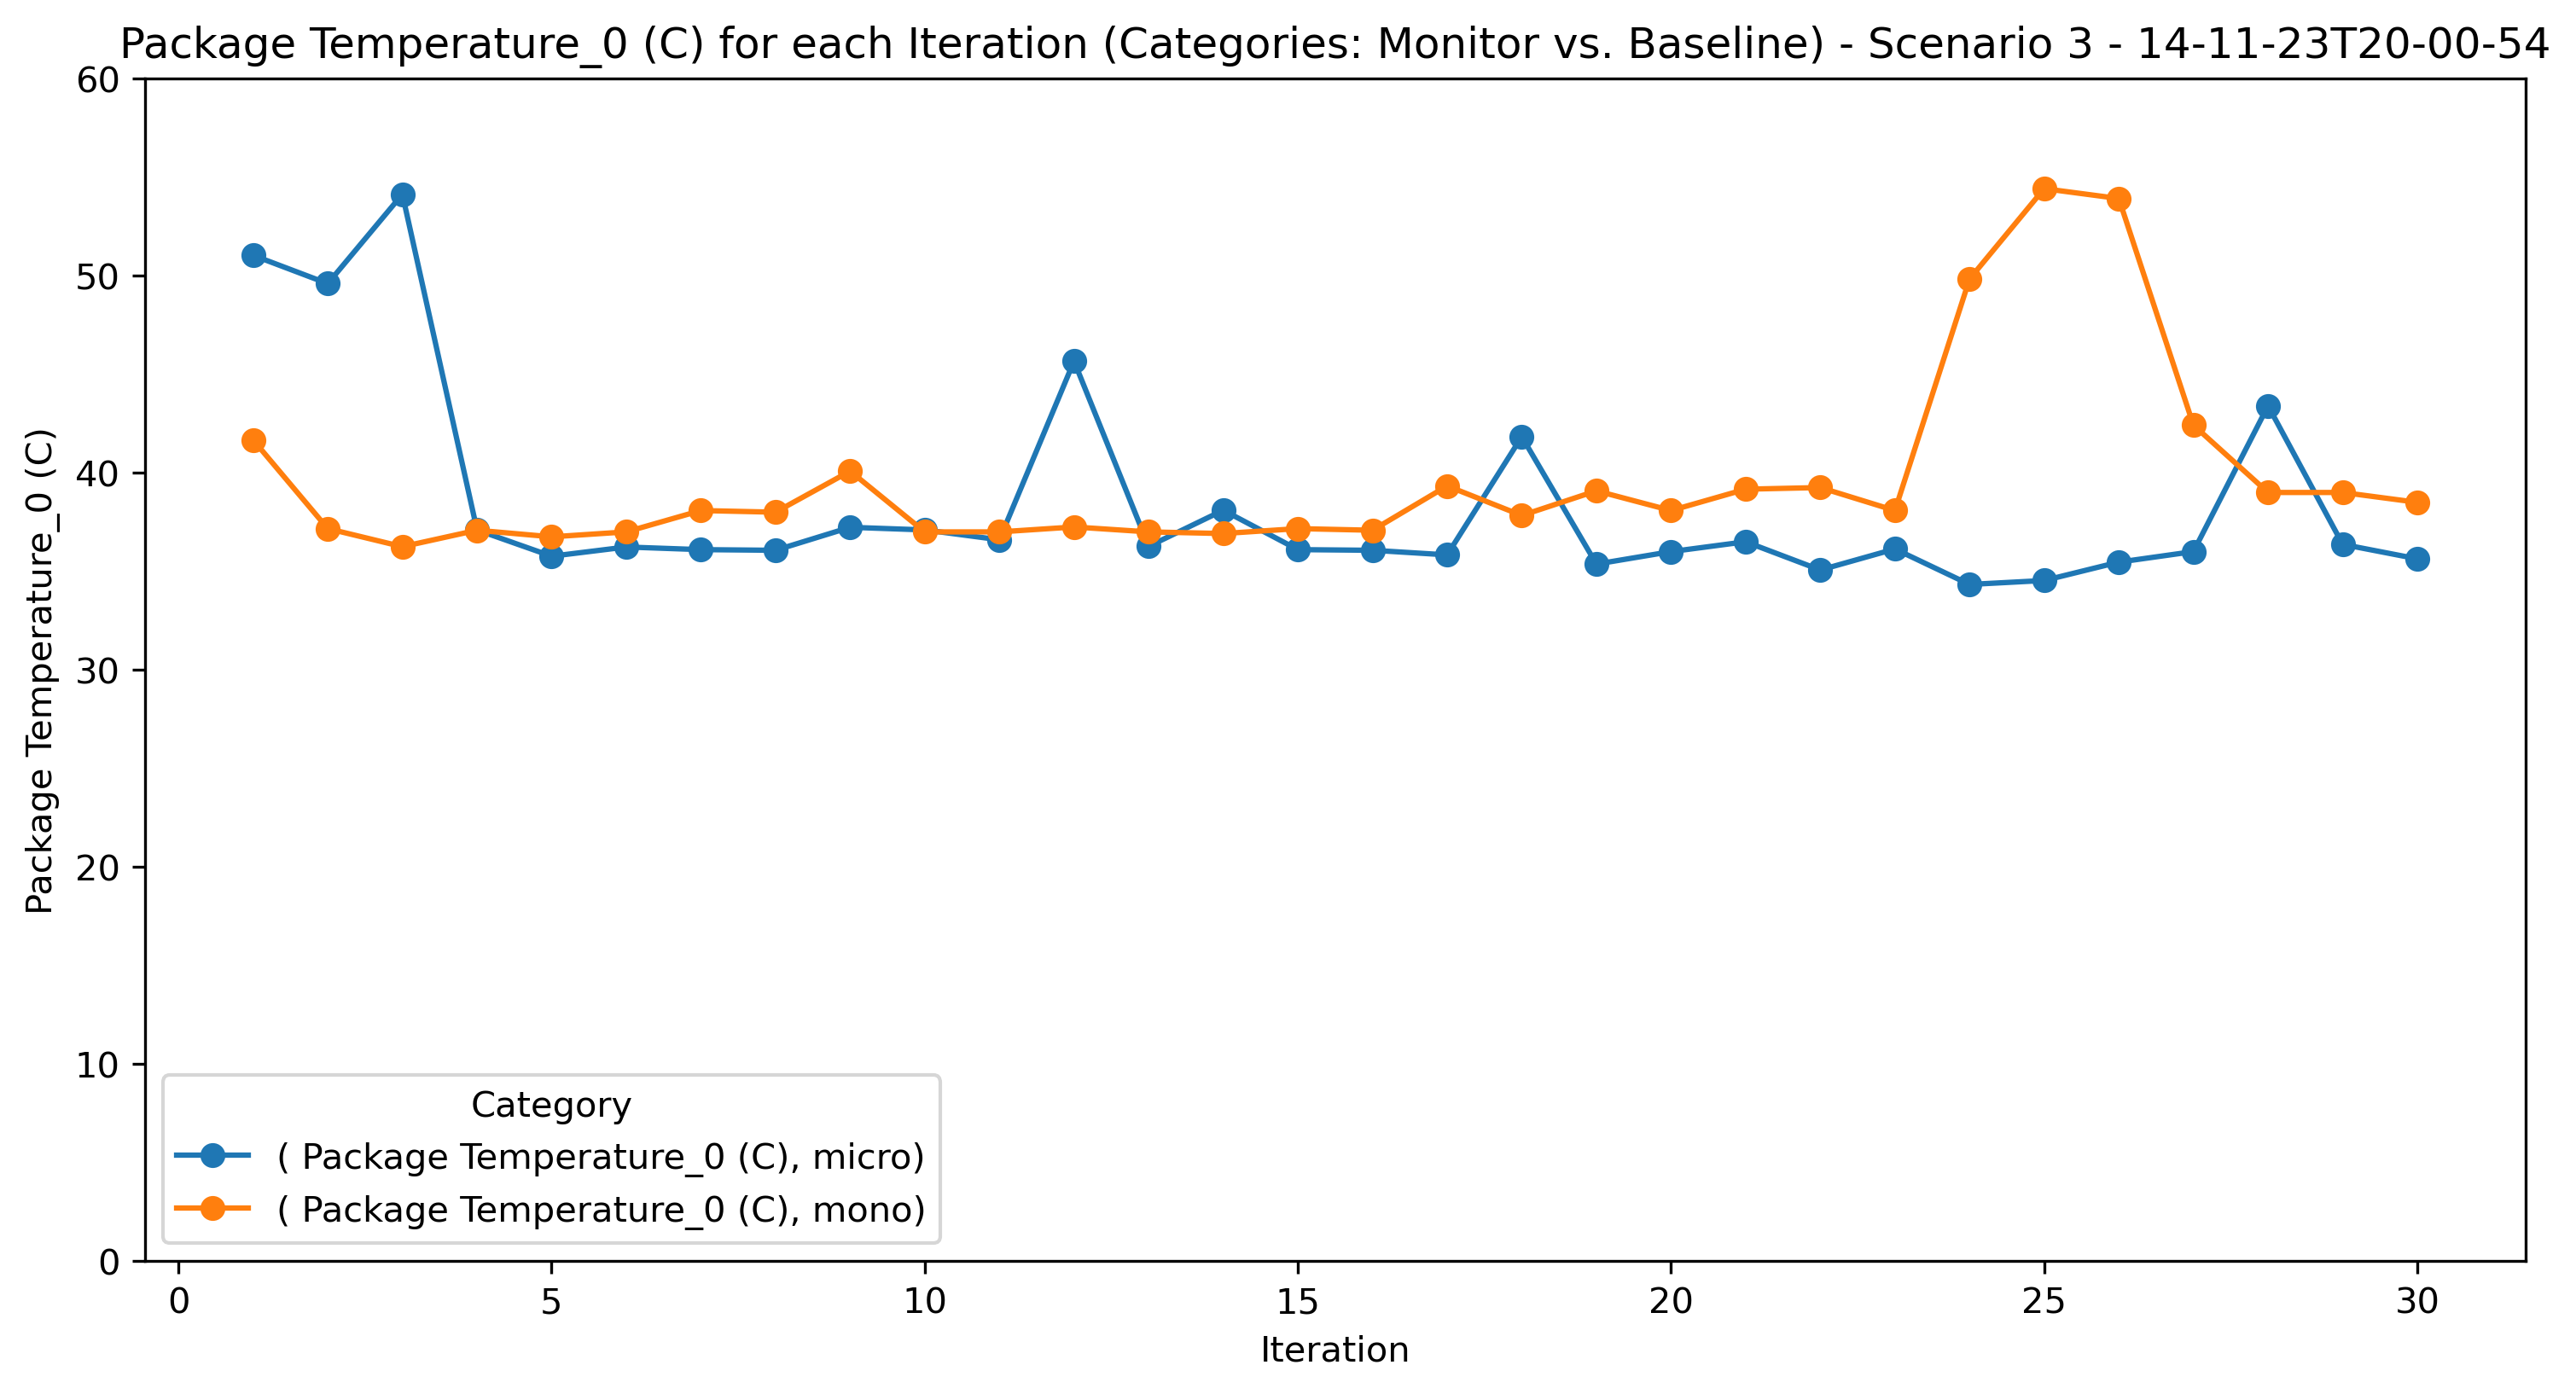 Package Temperature_0 (C) for each Iteration (Categories: Monitor vs. Baseline) - Scenario 3 - 14-11-23T20-00-54
60
50
40
30
20
10
0
Package Temperature_0 (C)
Category
( Package Temperature_0 (C), micro)
( Package Temperature_0 (C), mono)
0 5 10 15 20 25 30
Iteration